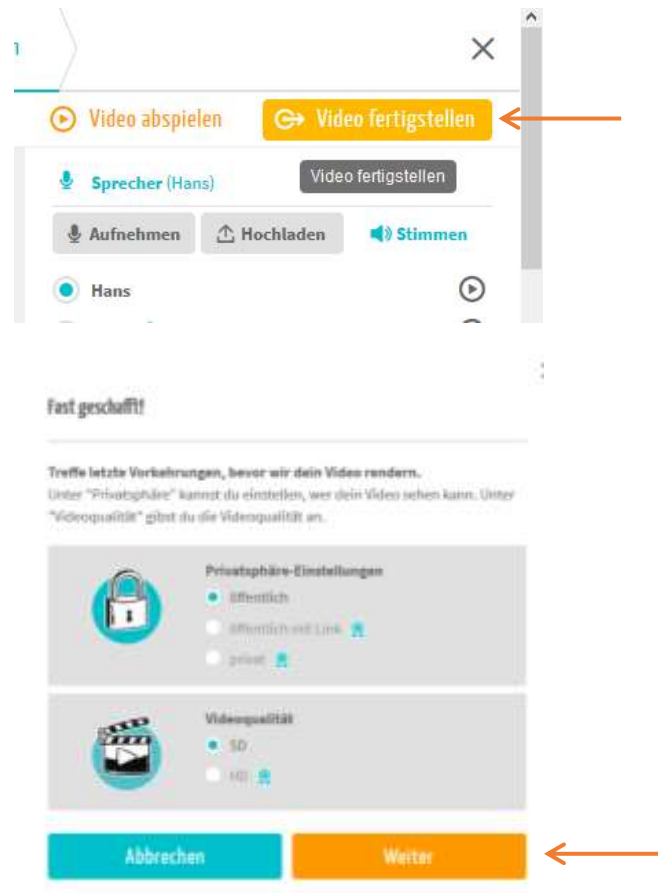 n
Video abspielen
Video fertigstellen
Sprecher (Hans)
Video fertigstellen
Aufnehmen
Hochladen
Stimmen
Hans
Fast geschafft!
Treffe letzte Vorkehrungen, bevor wir dein Video rendern.
Unter "Privatsphäre" kannst du einstellen, wer dein Video sehen kann. Unter
"Videoqualität" gibst du die Videoqualität an.
Privatsphäre-Einstellungen
öffentlich
öffentlich mit Link
privat
Videoqualität
SD
HD
Abbrechen
Weiter